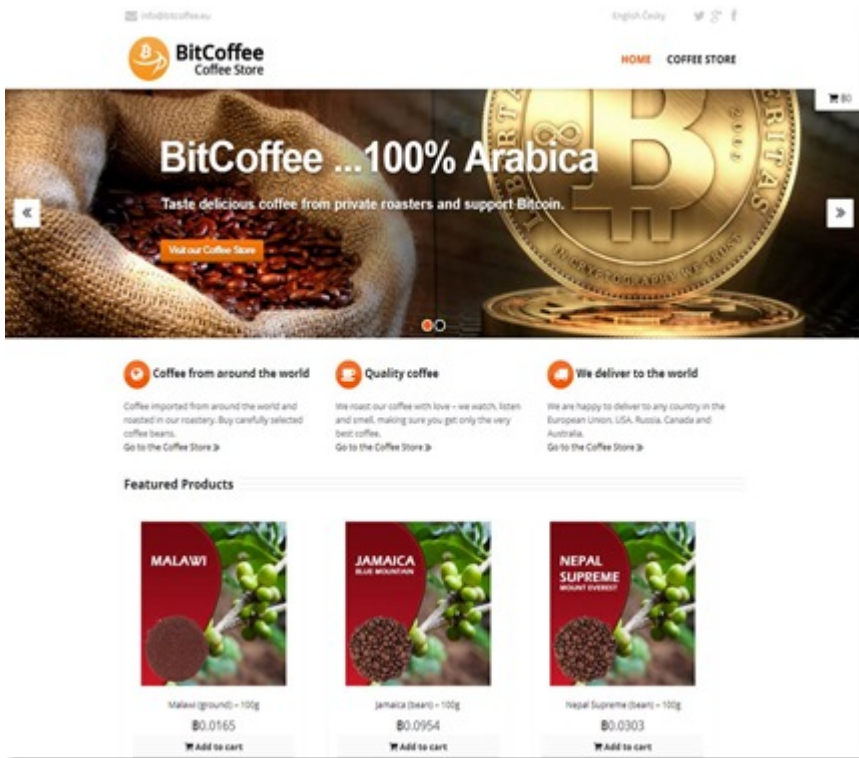 info@bitcoffee.eu
English Česky
BitCoffee
Coffee Store
HOME COFFEE STORE
฿0
BitCoffee ...100% Arabica
Taste delicious coffee from private roasters and support Bitcoin.
Visit our Coffee Store
LIBERTAS
VERITAS
IN CRYPTOGRAPHY WE TRUST
Coffee from around the world
Coffee imported from around the world and
roasted in our roastery. Buy carefully selected
coffee beans.
Go to the Coffee Store »
Quality coffee
We roast our coffee with love – we watch, listen
and smell, making sure you get only the very
best coffee.
Go to the Coffee Store »
We deliver to the world
We are happy to deliver to any country in the
European Union, USA, Russia, Canada and
Australia.
Go to the Coffee Store »
Featured Products
MALAWI
Malawi (ground) – 100g
฿0.0165
Add to cart
JAMAICA
BLUE MOUNTAIN
Jamaica (bean) – 100g
฿0.0954
Add to cart
NEPAL
SUPREME
MOUNT EVEREST
Nepal Supreme (bean) – 100g
฿0.0303
Add to cart